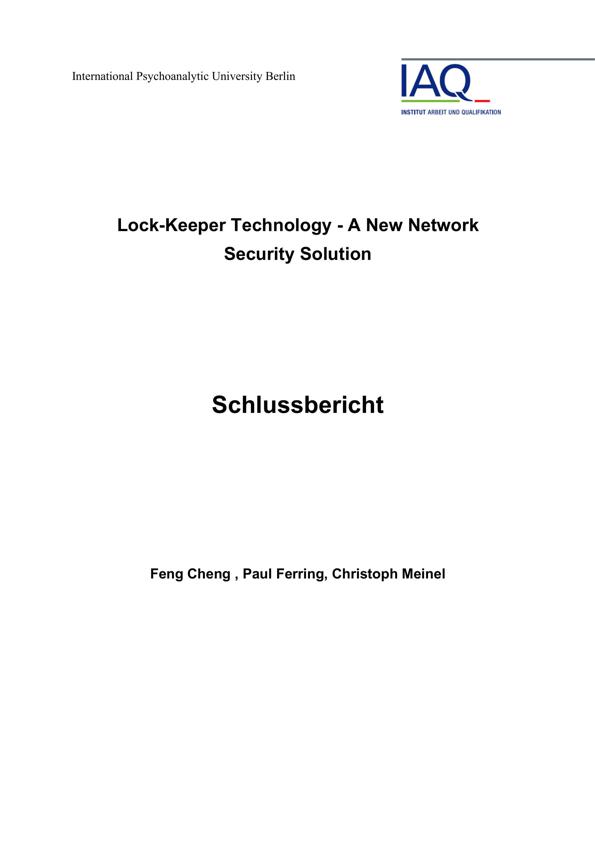 International Psychoanalytic University Berlin
IAQ
INSTITUT ARBEIT UND QUALIFIKATION
Lock-Keeper Technology - A New Network
Security Solution
Schlussbericht
Feng Cheng , Paul Ferring, Christoph Meinel